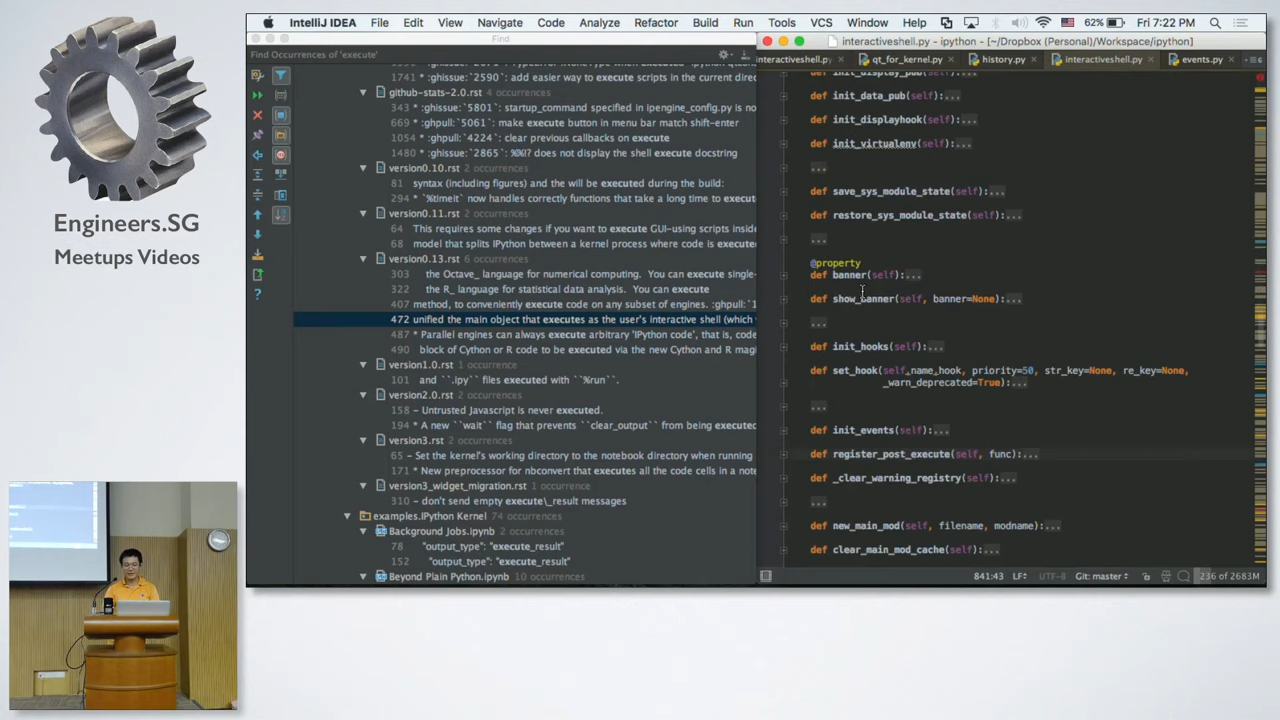 Engineers.SG
Meetups Videos
IntelliJ IDEA File Edit View Navigate Code Analyze Refactor Build Run Tools VCS Window Help 62% Fri 7:22 PM
Find
Find Occurrences of 'execute'
1741 * :ghissue:`2590`: add easier way to execute scripts in the current direc
github-stats-2.0.rst 4 occurrences
343 * :ghissue:`5801`: startup_command specified in ipengine_config.py is no
669 * :ghpull:`5061`: make execute button in menu bar match shift-enter
1054 * :ghpull:`4224`: clear previous callbacks on execute
1480 * :ghissue:`2865`: %%? does not display the shell execute docstring
version0.10.rst 2 occurrences
81 syntax (including figures) and the will be executed during the build:
294 * `%timeit` now handles correctly functions that take a long time to execut
version0.11.rst 2 occurrences
64 This requires some changes if you want to execute GUI-using scripts inside
68 model that splits IPython between a kernel process where code is execute
version0.13.rst 6 occurrences
303 the Octave_ language for numerical computing. You can execute single-
322 the R_ language for statistical data analysis. You can execute
407 method, to conveniently execute code on any subset of engines. :ghpull:`1
472 unified the main object that executes as the user's interactive shell (which
487 * Parallel engines can always execute arbitrary 'IPython code', that is, code
490 block of Cython or R code to be executed via the new Cython and R magi
version1.0.rst 1 occurrence
101 and ``.ipy`` files executed with ``%run``.
version2.0.rst 2 occurrences
158 – Untrusted Javascript is never executed.
194 * A new ``wait`` flag that prevents ``clear_output`` from being executed
version3.rst 2 occurrences
65 – Set the kernel's working directory to the notebook directory when running
171 * New preprocessor for nbconvert that executes all the code cells in a note
version3_widget_migration.rst 1 occurrence
310 – don't send empty execute\_result messages
examples.IPython Kernel 74 occurrences
Background Jobs.ipynb 2 occurrences
78 "output_type": "execute_result"
152 "output_type": "execute_result"
Beyond Plain Python.ipynb 10 occurrences
interactiveshell.py - ipython - [~/Dropbox (Personal)/Workspace/ipython]
interactiveshell.py qt_for_kernel.py history.py interactiveshell.py events.py
def init_display_pub(self):...
def init_data_pub(self):...
def init_displayhook(self):...
def init_virtualenv(self):...
...
def save_sys_module_state(self):...
def restore_sys_module_state(self):...
...
@property
def banner(self):...
def show_banner(self, banner=None):...
...
def init_hooks(self):...
def set_hook(self,name,hook, priority=50, str_key=None, re_key=None,
_warn_deprecated=True):...
...
def init_events(self):...
def register_post_execute(self, func):...
def _clear_warning_registry(self):...
...
def new_main_mod(self, filename, modname):...
def clear_main_mod_cache(self):...
841:43 LF UTF-8 Git: master 236 of 2683M